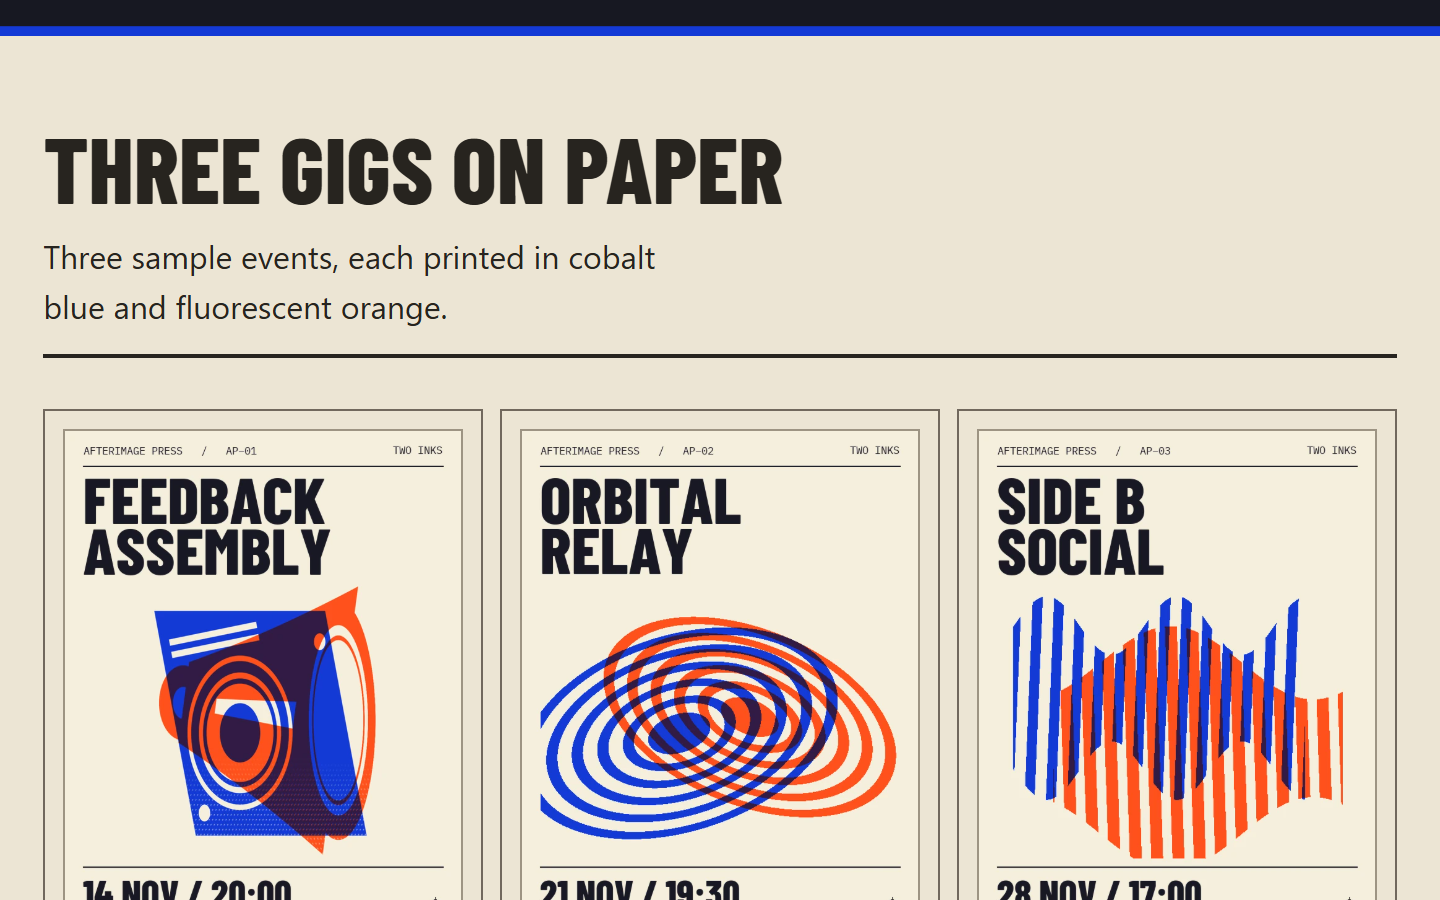 THREE GIGS ON PAPER
Three sample events, each printed in cobalt
blue and fluorescent orange.
AFTERIMAGE PRESS / AP-01 TWO INKS
FEEDBACK
ASSEMBLY
14 NOV / 20:00
AFTERIMAGE PRESS / AP-02 TWO INKS
ORBITAL
RELAY
21 NOV / 19:30
AFTERIMAGE PRESS / AP-03 TWO INKS
SIDE B
SOCIAL
28 NOV / 17:00